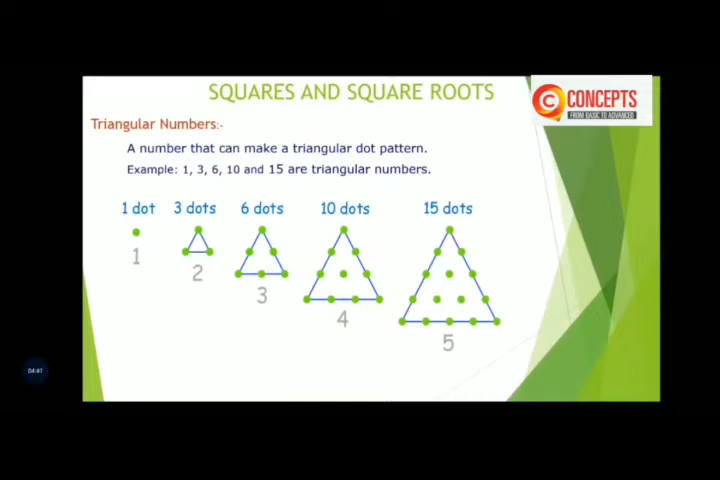 SQUARES AND SQUARE ROOTS
C CONCEPTS
FROM BASIC TO ADVANCED
Triangular Numbers:-
A number that can make a triangular dot pattern.
Example: 1, 3, 6, 10 and 15 are triangular numbers.
1 dot 3 dots 6 dots 10 dots 15 dots
1
2
3
4
5
04:41